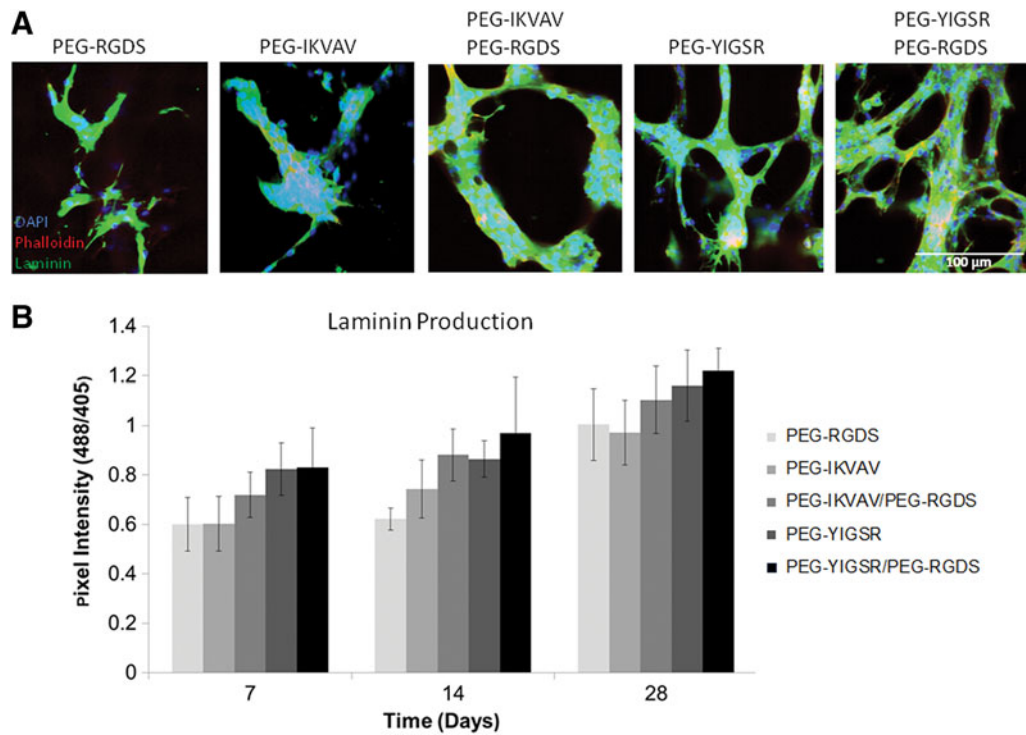 A
PEG-RGDS
PEG-IKVAV
PEG-IKVAV
PEG-RGDS
PEG-YIGSR
PEG-YIGSR
PEG-RGDS
DAPI
Phalloidin
Laminin
100 µm
B
Laminin Production
Pixel Intensity (488/405)
1.4
1.2
1
0.8
0.6
0.4
0.2
0
7
14
28
Time (Days)
PEG-RGDS
PEG-IKVAV
PEG-IKVAV/PEG-RGDS
PEG-YIGSR
PEG-YIGSR/PEG-RGDS